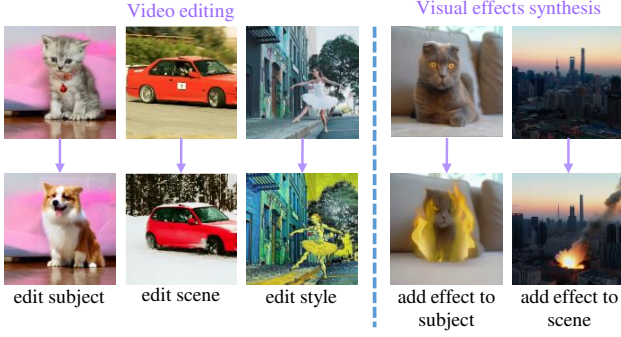 Video editing
Visual effects synthesis
edit subject
edit scene
edit style
add effect to
subject
add effect to
scene